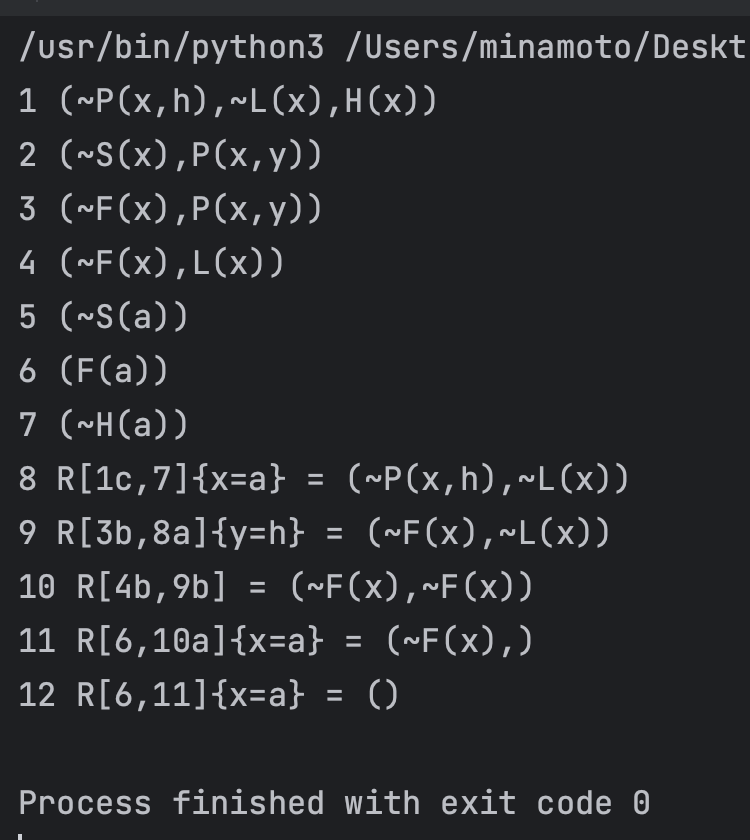 /usr/bin/python3 /Users/minamoto/Deskt
1 (~P(x,h),~L(x),H(x))
2 (~S(x),P(x,y))
3 (~F(x),P(x,y))
4 (~F(x),L(x))
5 (~S(a))
6 (F(a))
7 (~H(a))
8 R[1c,7]{x=a} = (~P(x,h),~L(x))
9 R[3b,8a]{y=h} = (~F(x),~L(x))
10 R[4b,9b] = (~F(x),~F(x))
11 R[6,10a]{x=a} = (~F(x),)
12 R[6,11]{x=a} = ()
Process finished with exit code 0